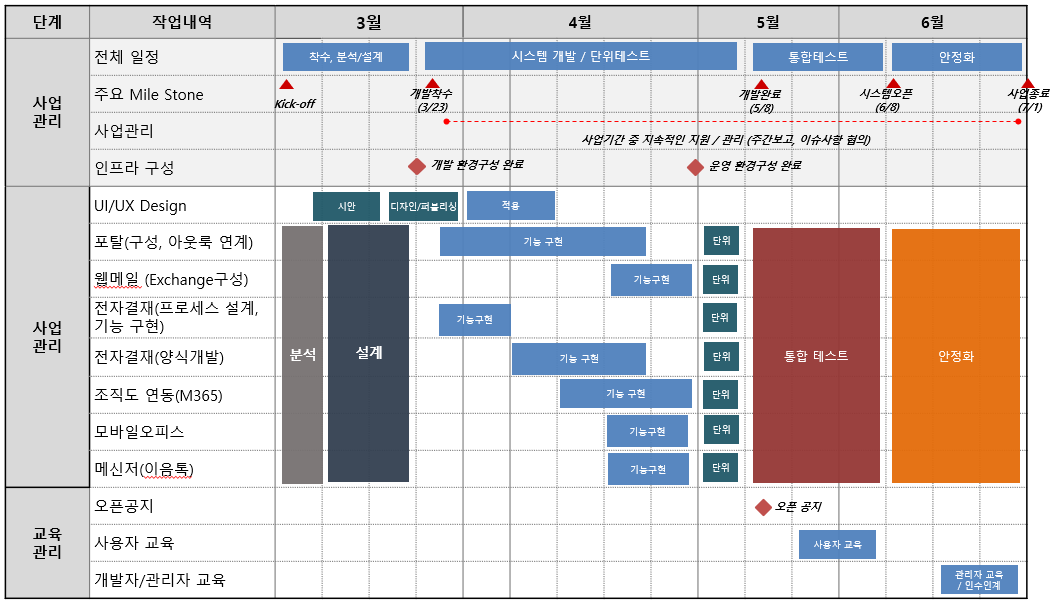 단계 작업내역 3월 4월 5월 6월
사업
관리
전체 일정 착수, 분석/설계 시스템 개발 / 단위테스트 통합테스트 안정화
주요 Mile Stone
Kick-off
개발착수
(3/23)
개발완료
(5/8)
시스템오픈
(6/8)
사업종료
(7/1)
사업관리
사업기간 중 지속적인 지원 / 관리 (주간보고, 이슈사항 협의)
인프라 구성 개발 환경구성 완료 운영 환경구성 완료
사업
관리
UI/UX Design 시안 디자인/퍼블리싱 적용
포탈(구성, 아웃룩 연계) 기능 구현 단위
웹메일 (Exchange구성) 기능구현 단위
전자결재(프로세스 설계,
기능 구현) 기능구현 단위
전자결재(양식개발) 기능 구현 단위
분석 설계 통합 테스트 안정화
조직도 연동(M365) 기능 구현 단위
모바일오피스 기능구현 단위
메신저(이음톡) 기능구현 단위
교육
관리
오픈공지 오픈 공지
사용자 교육 사용자 교육
개발자/관리자 교육 관리자 교육
/ 인수인계